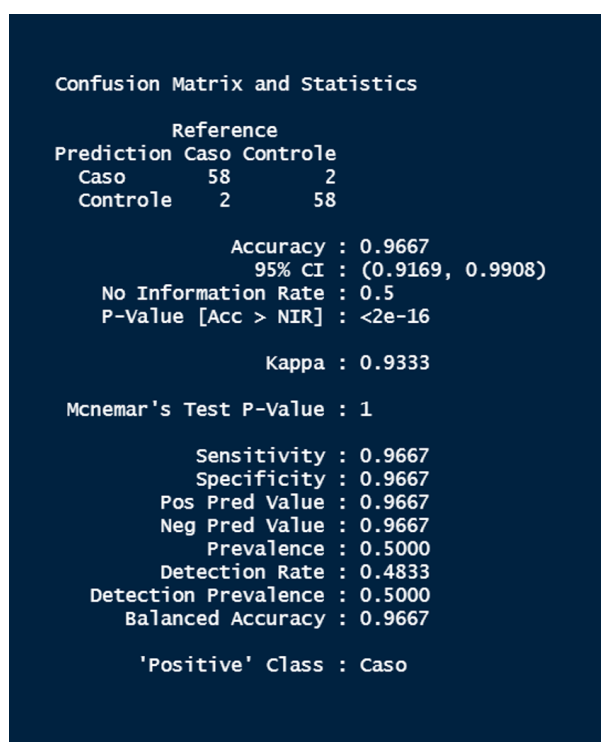 Confusion Matrix and Statistics
Reference
Prediction Caso Controle
Caso 58 2
Controle 2 58
Accuracy : 0.9667
95% CI : (0.9169, 0.9908)
No Information Rate : 0.5
P-Value [Acc > NIR] : <2e-16
Kappa : 0.9333
Mcnemar's Test P-Value : 1
Sensitivity : 0.9667
Specificity : 0.9667
Pos Pred Value : 0.9667
Neg Pred Value : 0.9667
Prevalence : 0.5000
Detection Rate : 0.4833
Detection Prevalence : 0.5000
Balanced Accuracy : 0.9667
'Positive' Class : Caso